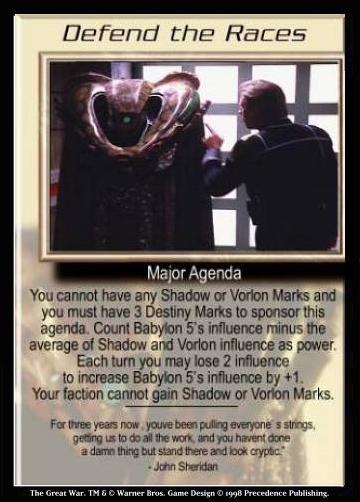 Defend the Races
Major Agenda
You cannot have any Shadow or Vorlon Marks and
you must have 3 Destiny Marks to sponsor this
agenda. Count Babylon 5's influence minus the
average of Shadow and Vorlon influence as power.
Each turn you may lose 2 influence
to increase Babylon 5's influence by +1.
Your faction cannot gain Shadow or Vorlon Marks.
For three years now , youve been pulling everyone's strings,
getting us to do all the work, and you havent done
a damn thing but stand there and look cryptic."
- John Sheridan
The Great War. TM & © Warner Bros. Game Design © 1998 Precedence Publishing.